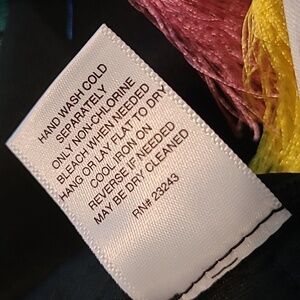 HAND WASH COLD
SEPARATELY
ONLY NON-CHLORINE
BLEACH WHEN NEEDED
HANG OR LAY FLAT TO DRY
COOL IRON ON
REVERSE IF NEEDED
MAY BE DRY CLEANED
RN# 23243